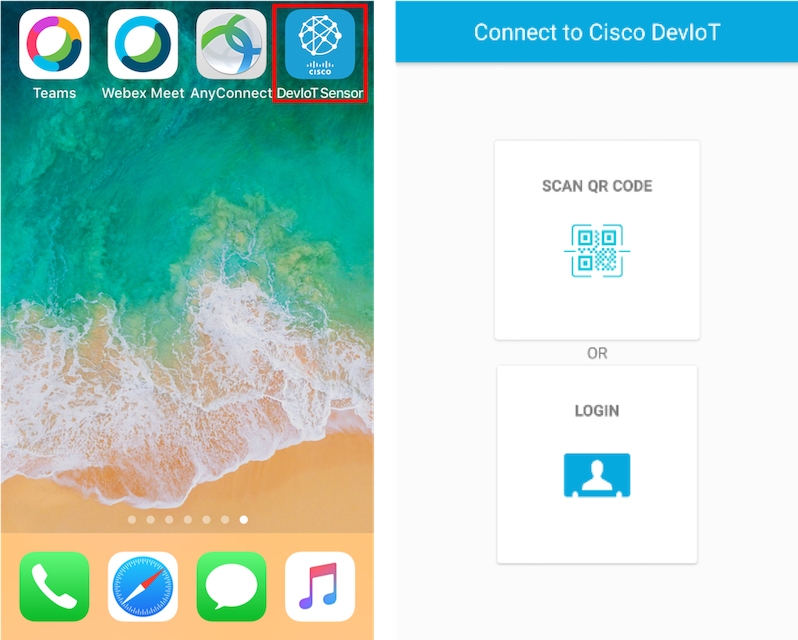 CISCO
Teams
Webex Meet
AnyConnect
DevIoT Sensor
Connect to Cisco DevIoT
SCAN QR CODE
OR
LOGIN